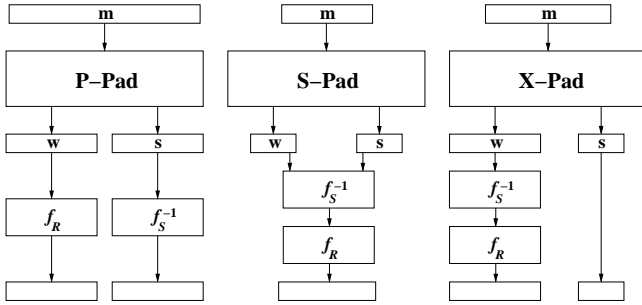 m m m
P–Pad S–Pad X–Pad
w s w s w s
f_S^{-1} f_S^{-1}
f_R f_S^{-1} f_R f_R